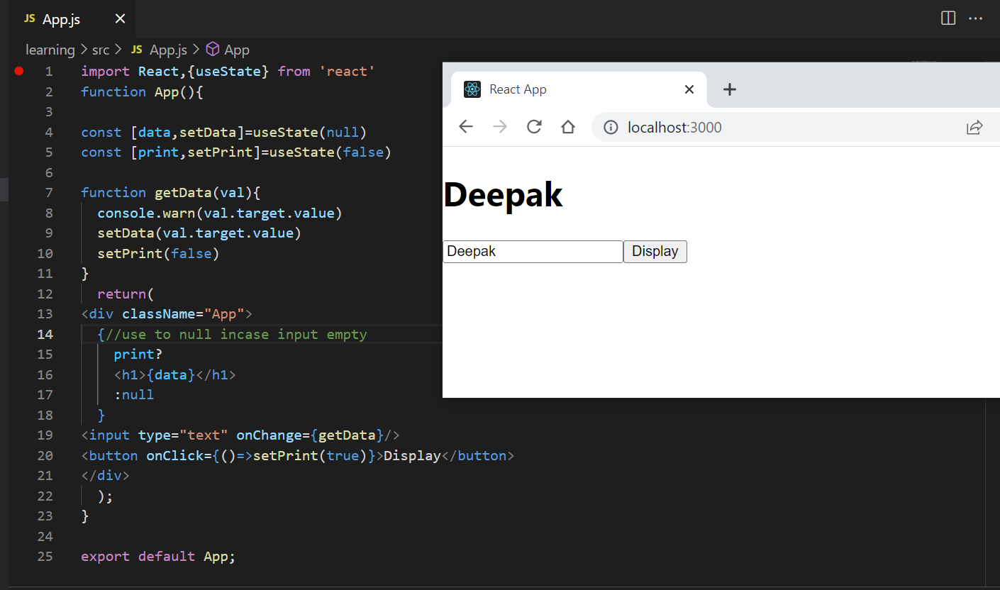 JS App.js
learning > src > JS App.js > App
1 import React,{useState} from 'react'
2 function App(){
3
4 const [data,setData]=useState(null)
5 const [print,setPrint]=useState(false)
6
7 function getData(val){
8 console.warn(val.target.value)
9 setData(val.target.value)
10 setPrint(false)
11 }
12 return(
13 <div className="App">
14 {//use to null incase input empty
15 print?
16 <h1>{data}</h1>
17 :null
18 }
19 <input type="text" onChange={getData}/>
20 <button onClick={()=>setPrint(true)}>Display</button>
21 </div>
22 );
23 }
24
25 export default App;
React App
localhost:3000
Deepak
Deepak Display